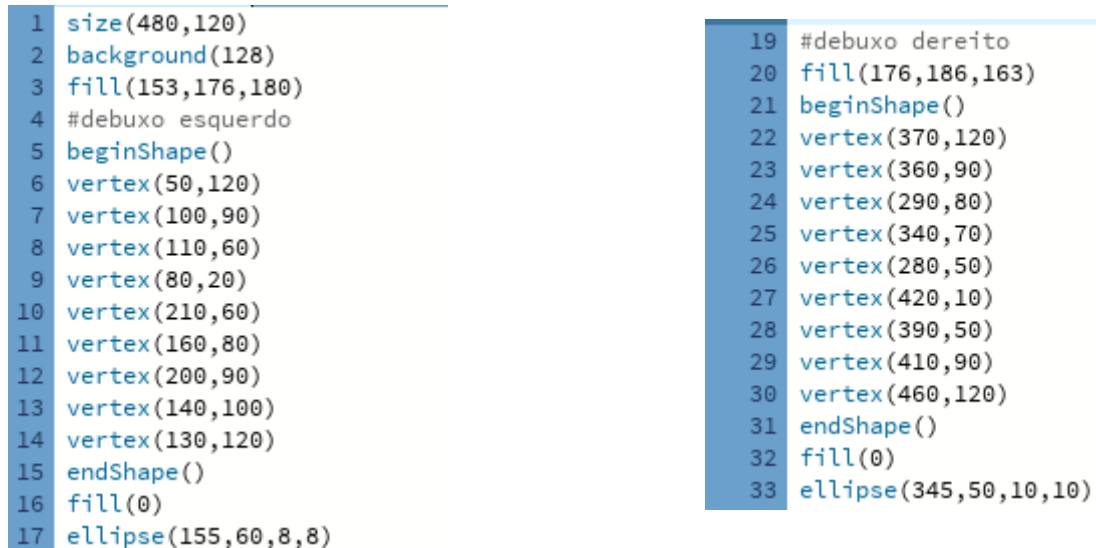 1 size(480,120)
2 background(128)
3 fill(153,176,180)
4 #debuxo esquerdo
5 beginShape()
6 vertex(50,120)
7 vertex(100,90)
8 vertex(110,60)
9 vertex(80,20)
10 vertex(210,60)
11 vertex(160,80)
12 vertex(200,90)
13 vertex(140,100)
14 vertex(130,120)
15 endShape()
16 fill(0)
17 ellipse(155,60,8,8)
19 #debuxo dereito
20 fill(176,186,163)
21 beginShape()
22 vertex(370,120)
23 vertex(360,90)
24 vertex(290,80)
25 vertex(340,70)
26 vertex(280,50)
27 vertex(420,10)
28 vertex(390,50)
29 vertex(410,90)
30 vertex(460,120)
31 endShape()
32 fill(0)
33 ellipse(345,50,10,10)